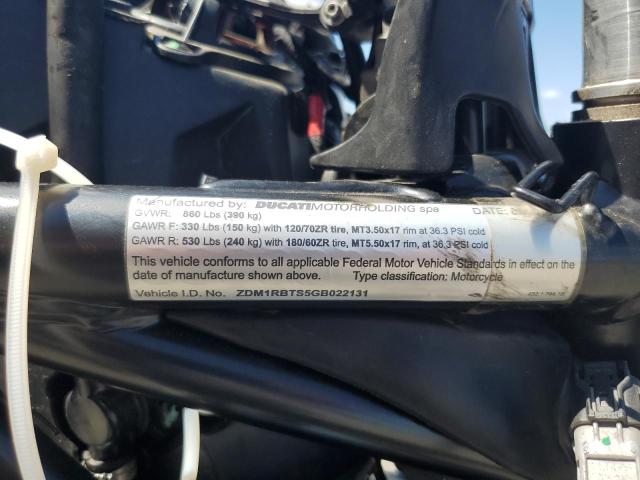 Manufactured by: DUCATIMOTORHOLDING spa DATE:
GVWR: 860 Lbs (390 kg)
GAWR F: 330 Lbs (150 kg) with 120/70ZR tire, MT3.50x17 rim at 36.3 PSI cold
GAWR R: 530 Lbs (240 kg) with 180/60ZR tire, MT5.50x17 rim, at 36.3 PSI cold
This vehicle conforms to all applicable Federal Motor Vehicle Standards in effect on the
date of manufacture shown above. Type classification: Motorcycle
Vehicle I.D. No. ZDM1RBTS5GB022131